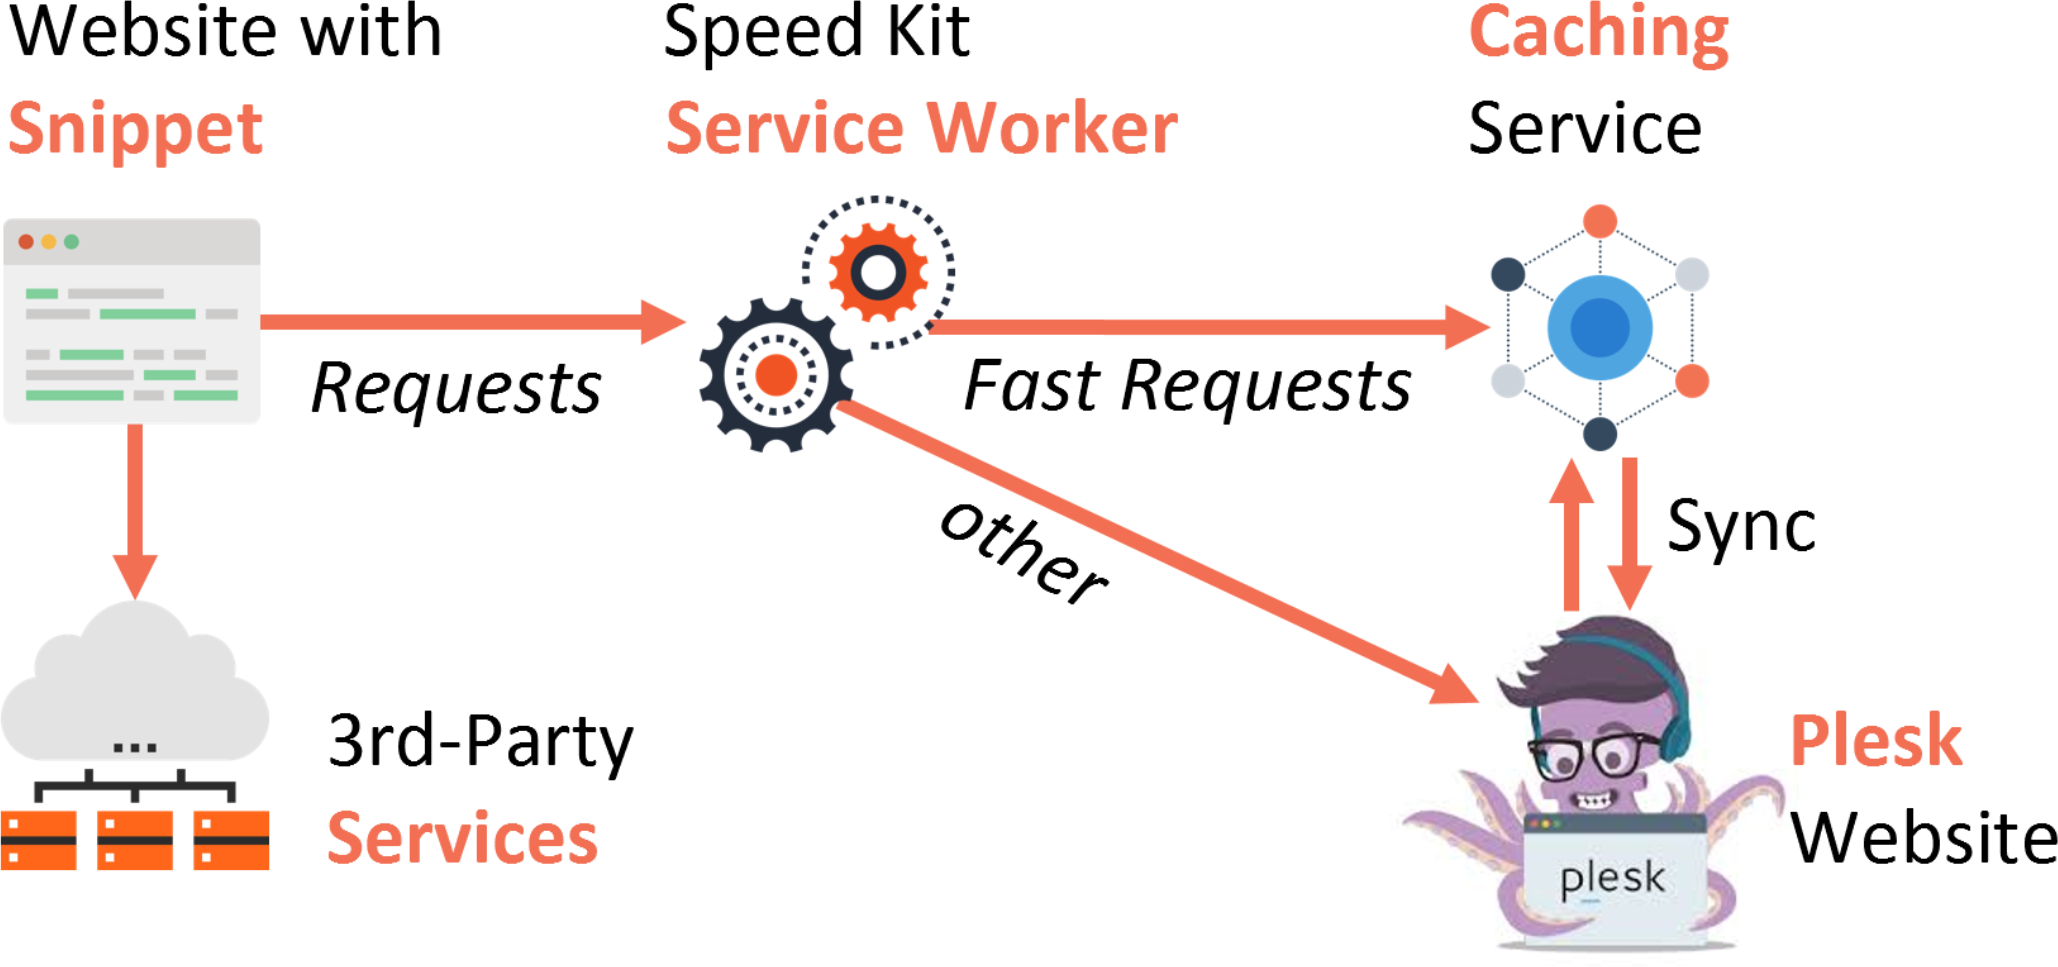 Website with
Snippet
Speed Kit
Service Worker
Caching
Service
Requests
Fast Requests
other
Sync
3rd-Party
Services
Plesk
Website
plesk